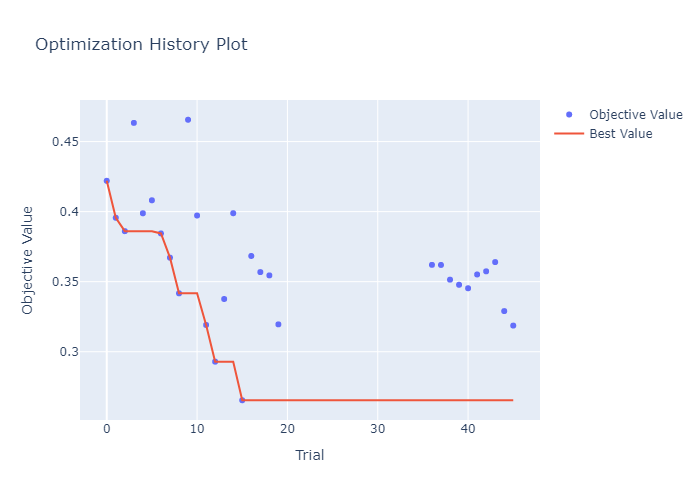 Optimization History Plot
Objective Value
Best Value
0.45
0.4
0.35
0.3
Objective Value
0
10
20
30
40
Trial